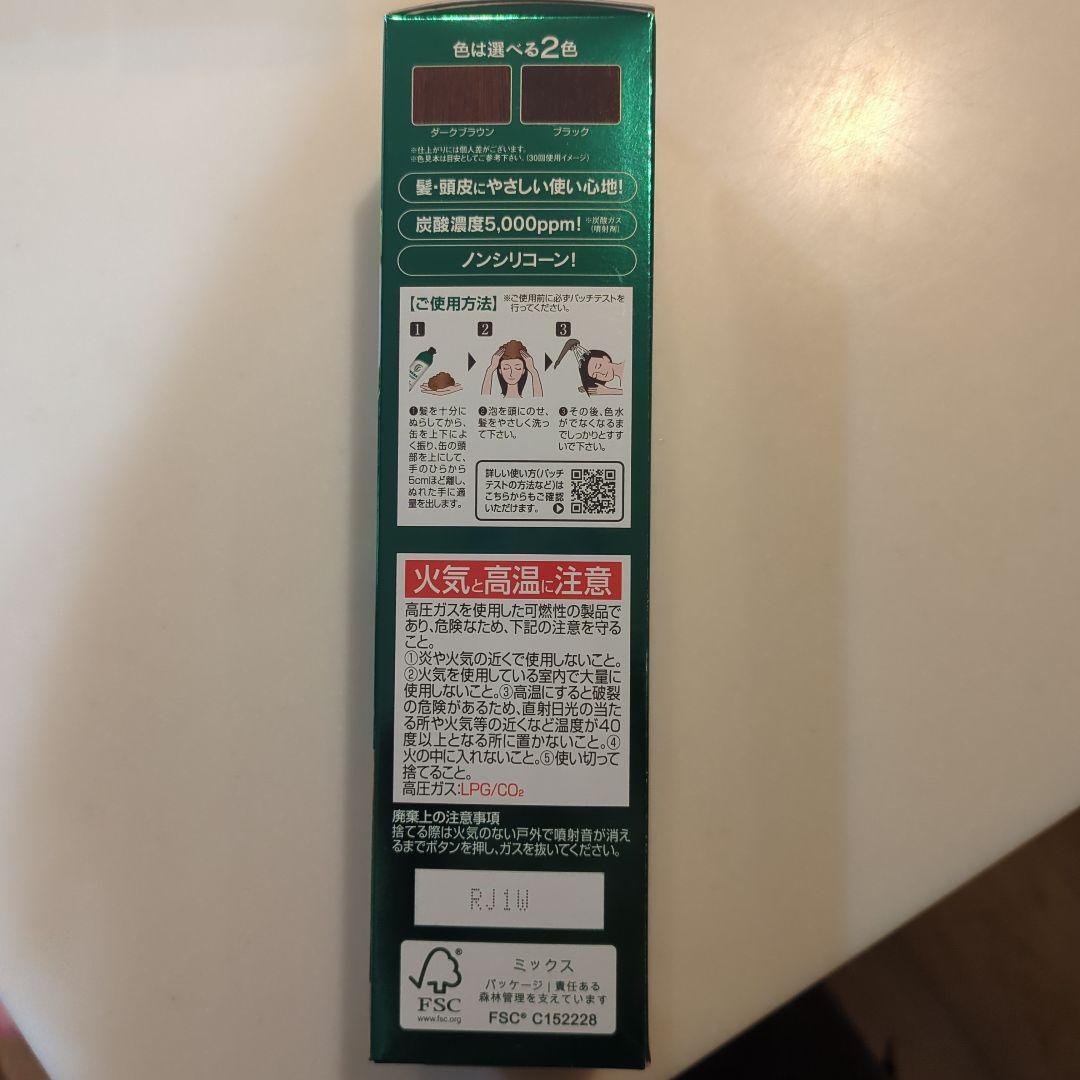 色は選べる2色
ダークブラウン
ブラック
※仕上がりには個人差がございます。
※色見本は目安としてご参考下さい。(30回使用イメージ)
髪・頭皮にやさしい使い心地!
炭酸濃度5,000ppm! ※炭酸ガス(噴射剤)
ノンシリコーン!
【ご使用方法】 ※ご使用前に必ずパッチテストを
行ってください。
1 2 3
❶髪を十分に
ぬらしてから、
缶を上下によ
く振り、缶の頭
部を上にして、
手のひらから
5cmほど離し、
ぬれた手に適
量を出します。
❷泡を頭にのせ、
髪をやさしく洗っ
て下さい。
❸その後、色水
がでなくなるま
でしっかりとすす
いで下さい。
詳しい使い方(パッチ
テストの方法など)は
こちらからもご確認
いただけます。
火気と高温に注意
高圧ガスを使用した可燃性の製品で
あり、危険なため、下記の注意を守る
こと。
①炎や火気の近くで使用しないこと。
②火気を使用している室内で大量に
使用しないこと。③高温にすると破裂
の危険があるため、直射日光の当た
る所や火気等の近くなど温度が40
度以上となる所に置かないこと。④
火の中に入れないこと。⑤使い切って
捨てること。
高圧ガス:LPG/CO₂
廃棄上の注意事項
捨てる際は火気のない戸外で噴射音が消え
るまでボタンを押し、ガスを抜いてください。
RJ1W
FSC®
www.fsc.org
ミックス
パッケージ|責任ある
森林管理を支えています
FSC® C152228